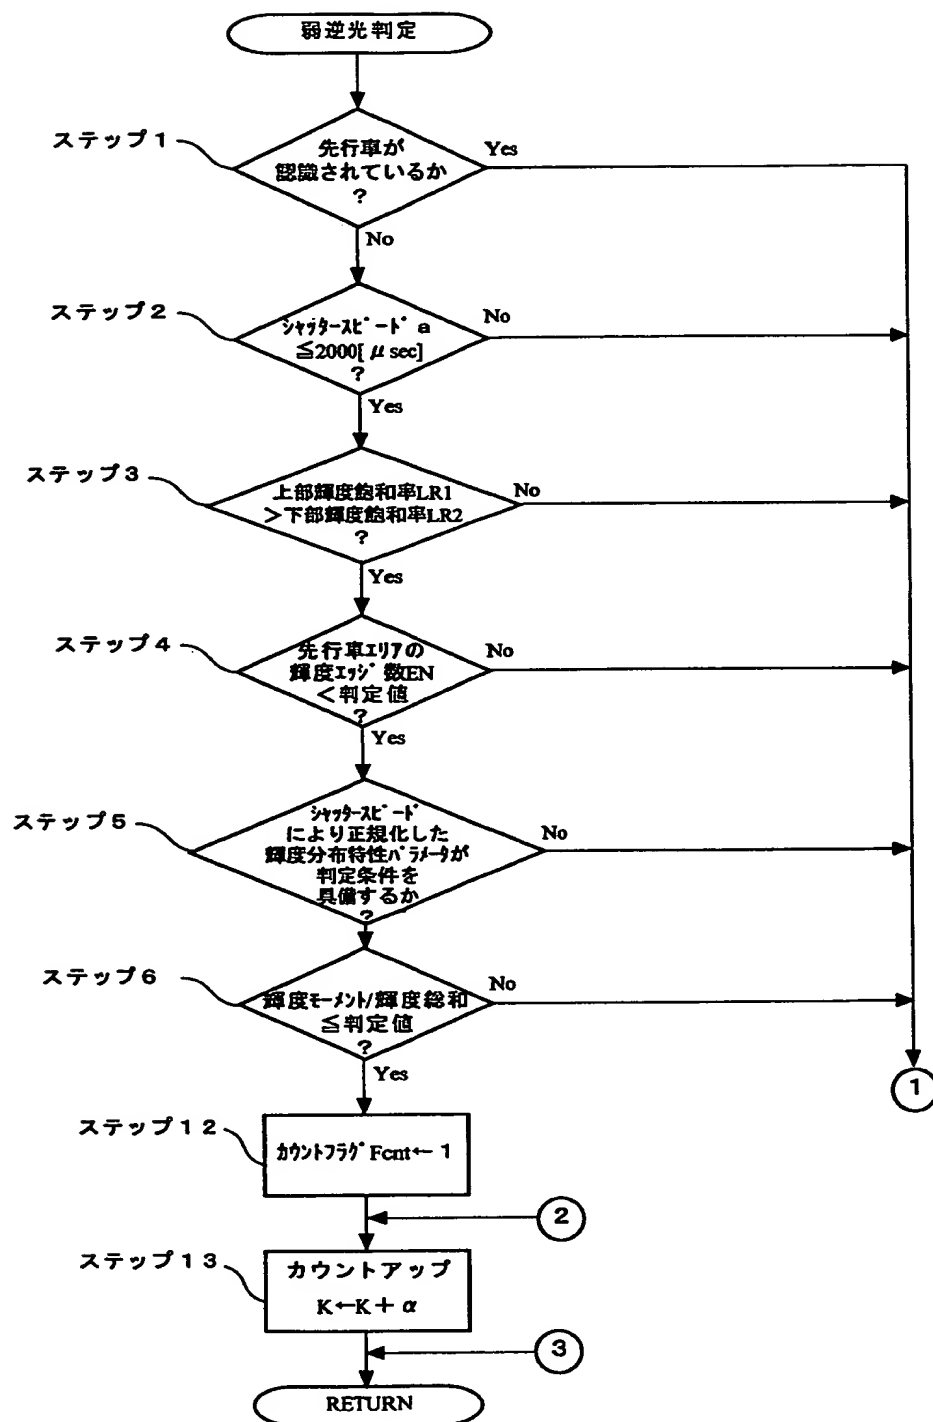 弱逆光判定
ステップ1
先行車が
認識されているか
?
Yes
No
ステップ2
シャッタースピード a
≦2000[μsec]
?
No
Yes
ステップ3
上部輝度飽和率LR1
>下部輝度飽和率LR2
?
No
Yes
ステップ4
先行車エリアの
輝度エッジ数EN
<判定値
?
No
Yes
ステップ5
シャッタースピード
により正規化した
輝度分布特性パラメータが
判定条件を
具備するか
?
No
ステップ6
輝度モーメント/輝度総和
≦判定値
?
No
Yes
1
ステップ12
カウントフラグFcnt←1
2
ステップ13
カウントアップ
K←K+α
3
RETURN